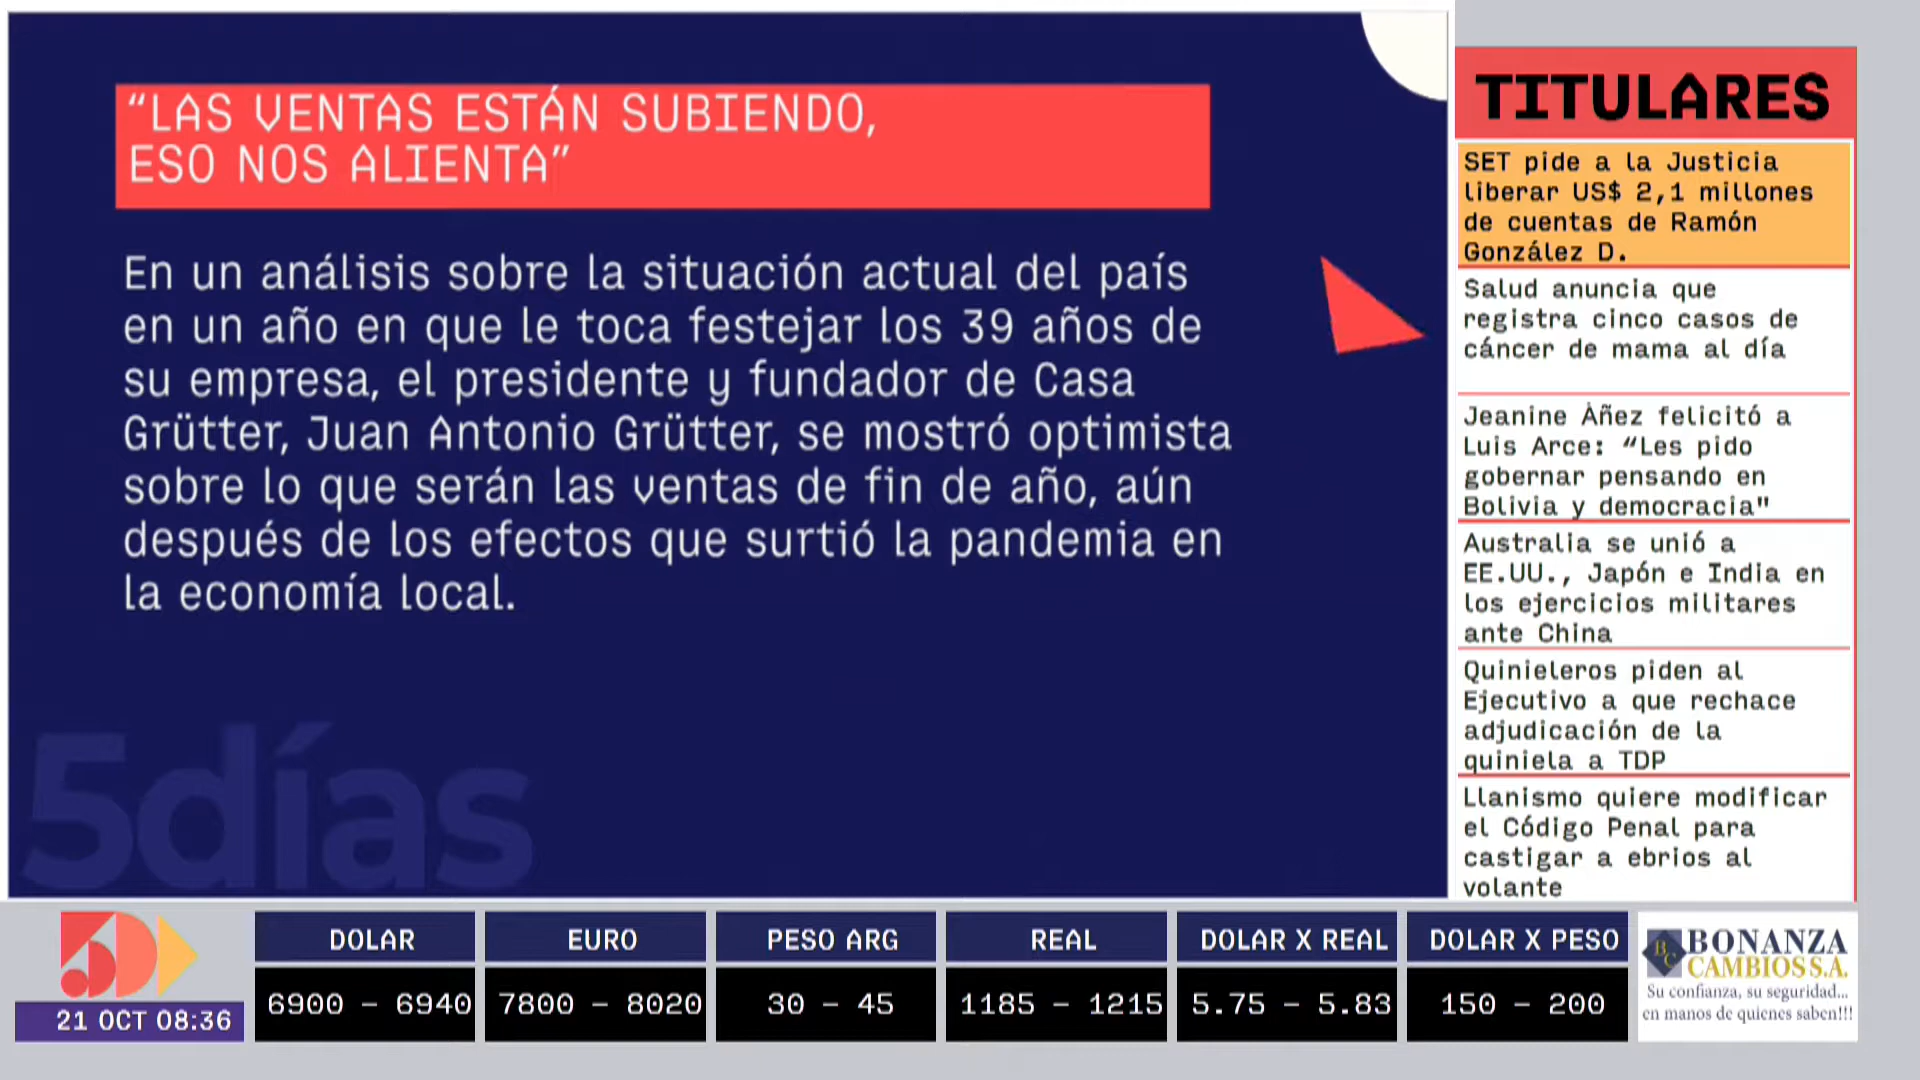 “LAS VENTAS ESTÁN SUBIENDO,
ESO NOS ALIENTA”
En un análisis sobre la situación actual del país
en un año en que le toca festejar los 39 años de
su empresa, el presidente y fundador de Casa
Grütter, Juan Antonio Grütter, se mostró optimista
sobre lo que serán las ventas de fin de año, aún
después de los efectos que surtió la pandemia en
la economía local.
5días
TITULARES
SET pide a la Justicia
liberar US$ 2,1 millones
de cuentas de Ramón
González D.
Salud anuncia que
registra cinco casos de
cáncer de mama al día
Jeanine Àñez felicitó a
Luis Arce: “Les pido
gobernar pensando en
Bolivia y democracia"
Australia se unió a
EE.UU., Japón e India en
los ejercicios militares
ante China
Quinieleros piden al
Ejecutivo a que rechace
adjudicación de la
quiniela a TDP
Llanismo quiere modificar
el Código Penal para
castigar a ebrios al
volante
5D
21 OCT 08:36
DOLAR
6900 - 6940
EURO
7800 - 8020
PESO ARG
30 - 45
REAL
1185 - 1215
DOLAR X REAL
5.75 - 5.83
DOLAR X PESO
150 - 200
BC
BONANZA
CAMBIOS S.A.
Su confianza, su seguridad...
en manos de quienes saben!!!